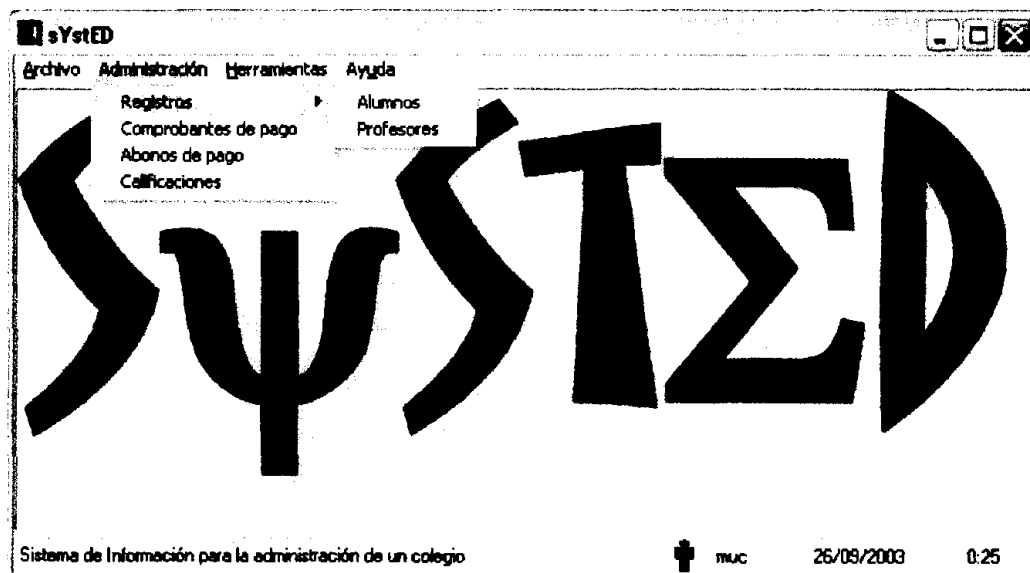 sYstED
Archivo Administración Herramientas Ayuda
Registros Alumnos
Comprobantes de pago Profesores
Abonos de pago
Calificaciones
SΨSTΣD
Sistema de Información para la administración de un colegio muc 26/09/2003 0:25